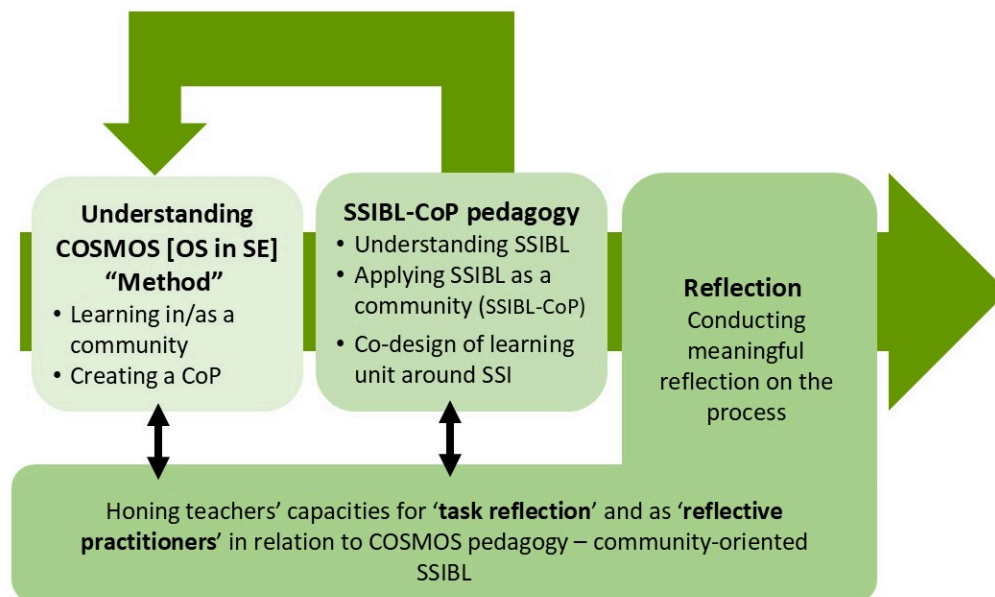 Understanding
COSMOS [OS in SE]
“Method”
• Learning in/as a
community
• Creating a CoP
SSIBL-CoP pedagogy
• Understanding SSIBL
• Applying SSIBL as a
community (SSIBL-CoP)
• Co-design of learning
unit around SSI
Reflection
Conducting
meaningful
reflection on the
process
Honing teachers’ capacities for ‘task reflection’ and as ‘reflective
practitioners’ in relation to COSMOS pedagogy – community-oriented
SSIBL